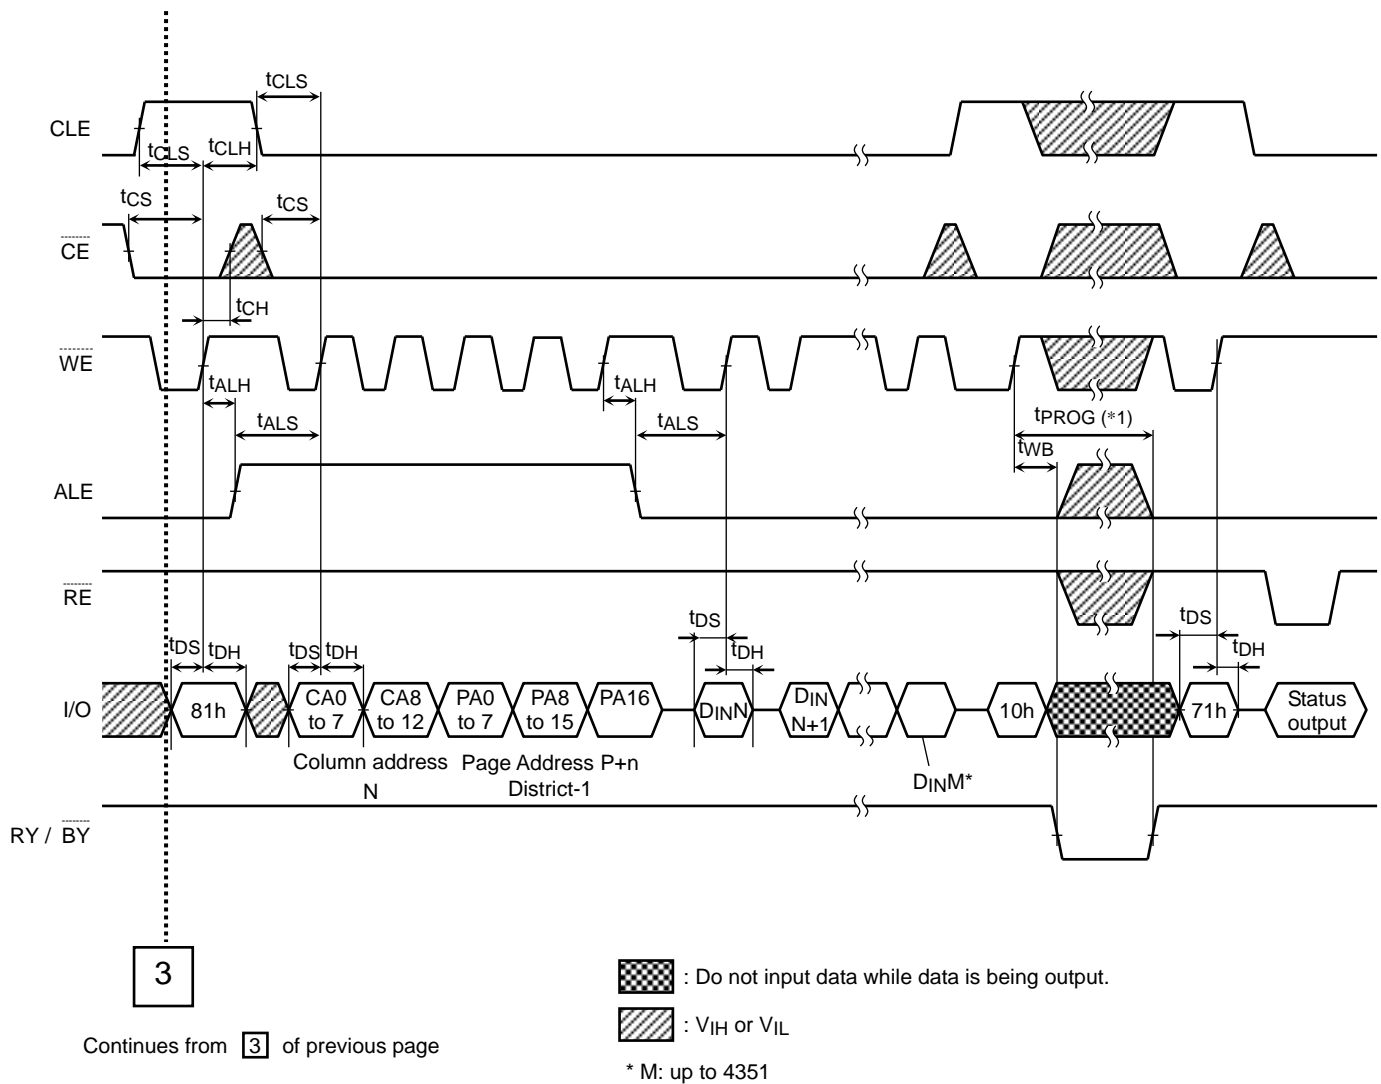 tCLS
CLE
tCLS tCLH
tCS tCS
CE
tCH
WE
tALH tALH
tALS tALS tPROG (*1)
tWB
ALE
RE
tDS tDH tDS tDH tDS tDH tDS tDH
I/O 81h CA0 to 7 CA8 to 12 PA0 to 7 PA8 to 15 PA16 DINN DIN N+1 10h 71h Status output
Column address N Page Address P+n District-1 DINM*
RY / BY
3
: Do not input data while data is being output.
: VIH or VIL
Continues from 3 of previous page
* M: up to 4351